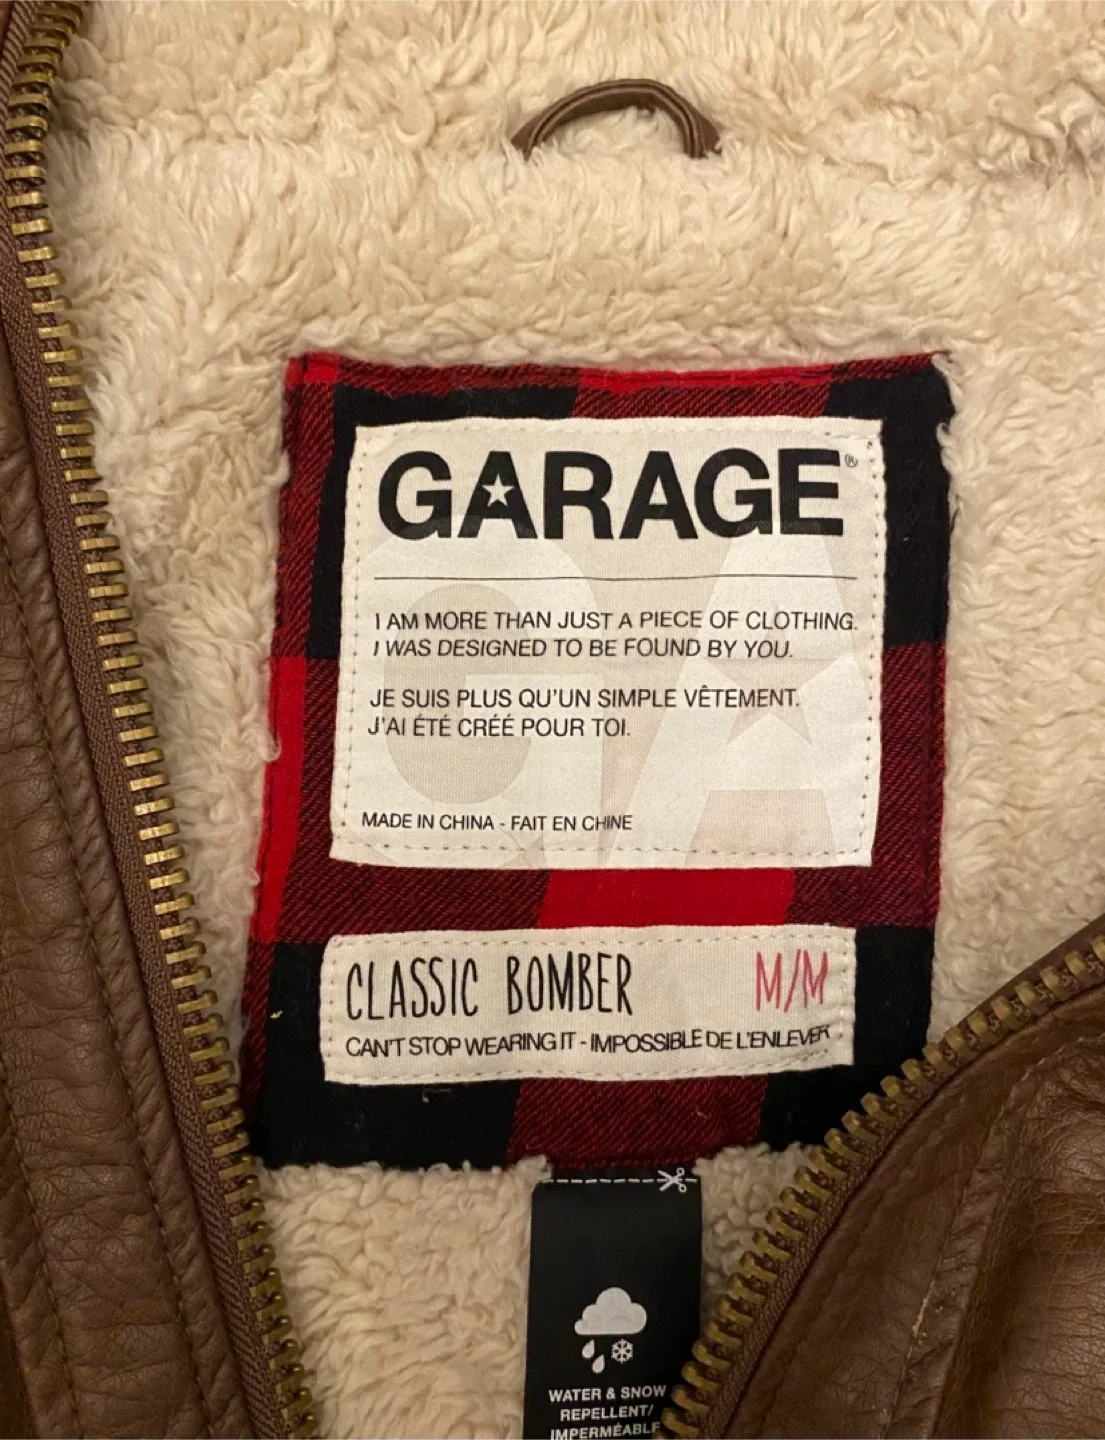 GARAGE®
I AM MORE THAN JUST A PIECE OF CLOTHING.
I WAS DESIGNED TO BE FOUND BY YOU.
JE SUIS PLUS QU'UN SIMPLE VÊTEMENT.
J'AI ÉTÉ CRÉÉ POUR TOI.
MADE IN CHINA - FAIT EN CHINE
CLASSIC BOMBER M/M
CAN'T STOP WEARING IT - IMPOSSIBLE DE L'ENLEVER
WATER & SNOW
REPELLENT/
IMPERMÉABLE